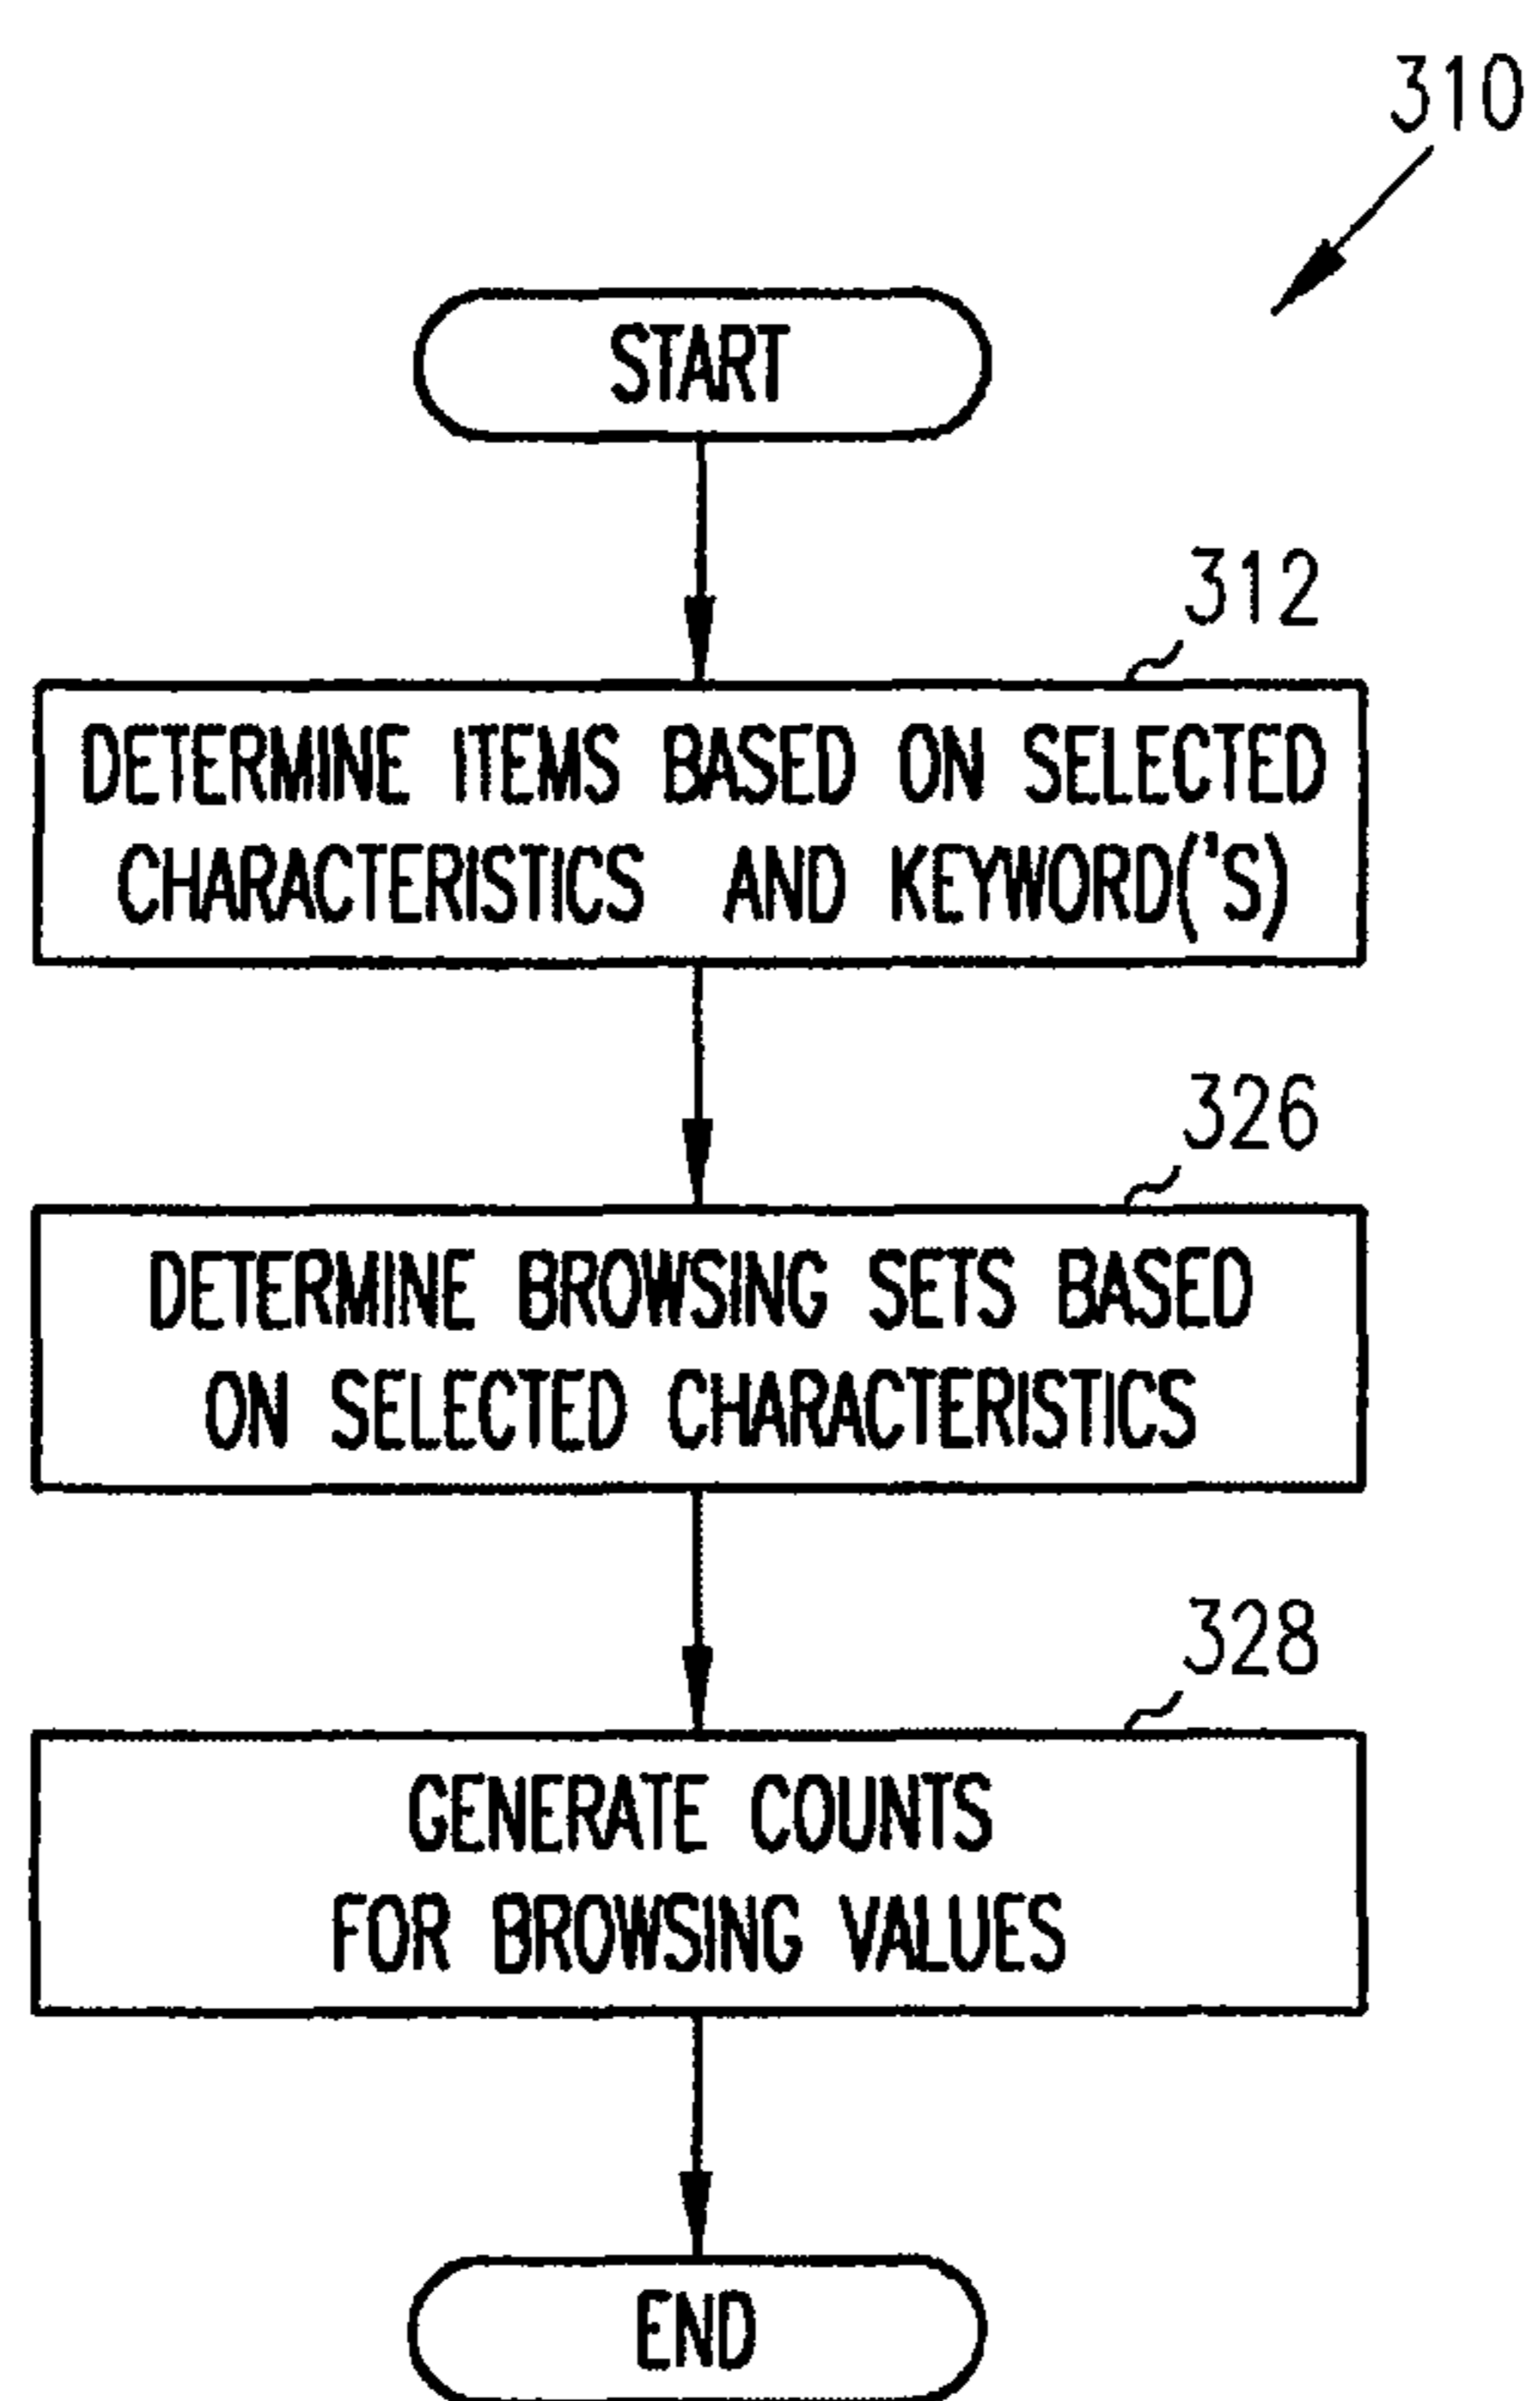 310
START
312
DETERMINE ITEMS BASED ON SELECTED
CHARACTERISTICS AND KEYWORD('S)
326
DETERMINE BROWSING SETS BASED
ON SELECTED CHARACTERISTICS
328
GENERATE COUNTS
FOR BROWSING VALUES
END